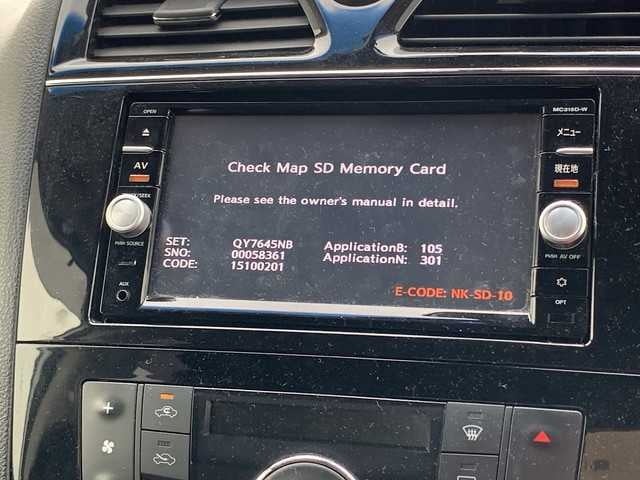 OPEN
MC315D-W
AV
メニュー
現在地
Check Map SD Memory Card
Please see the owner's manual in detail.
PUSH SOURCE
PUSH AV OFF
SET: QY7645NB ApplicationB: 105
SNO: 00058361 ApplicationN: 301
CODE: 15100201
E-CODE: NK-SD-10
AUX
OPT